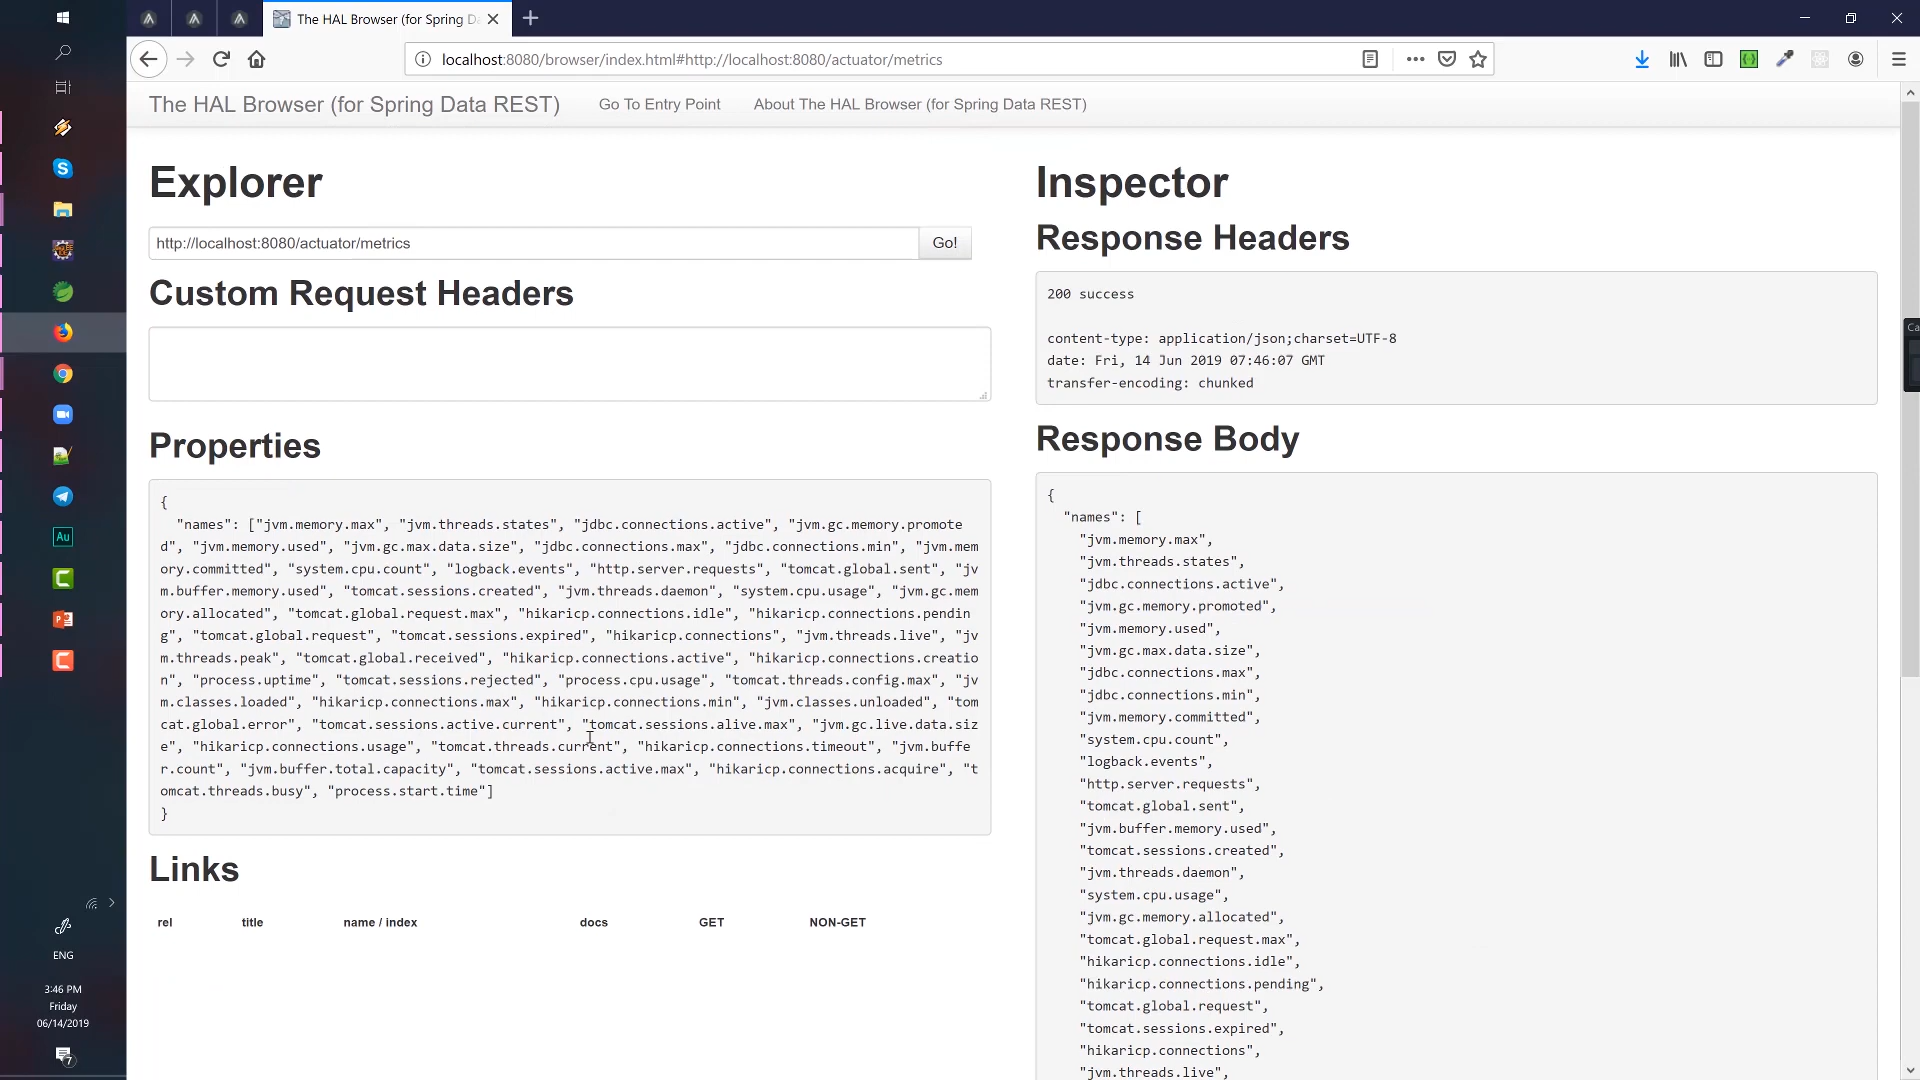 The HAL Browser (for Spring D
localhost:8080/browser/index.html#http://localhost:8080/actuator/metrics
The HAL Browser (for Spring Data REST)
Go To Entry Point
About The HAL Browser (for Spring Data REST)
Explorer
http://localhost:8080/actuator/metrics
Go!
Custom Request Headers
Properties
{
"names": ["jvm.memory.max", "jvm.threads.states", "jdbc.connections.active", "jvm.gc.memory.promote
d", "jvm.memory.used", "jvm.gc.max.data.size", "jdbc.connections.max", "jdbc.connections.min", "jvm.mem
ory.committed", "system.cpu.count", "logback.events", "http.server.requests", "tomcat.global.sent", "jv
m.buffer.memory.used", "tomcat.sessions.created", "jvm.threads.daemon", "system.cpu.usage", "jvm.gc.mem
ory.allocated", "tomcat.global.request.max", "hikaricp.connections.idle", "hikaricp.connections.pendin
g", "tomcat.global.request", "tomcat.sessions.expired", "hikaricp.connections", "jvm.threads.live", "jv
m.threads.peak", "tomcat.global.received", "hikaricp.connections.active", "hikaricp.connections.creatio
n", "process.uptime", "tomcat.sessions.rejected", "process.cpu.usage", "tomcat.threads.config.max", "jv
m.classes.loaded", "hikaricp.connections.max", "hikaricp.connections.min", "jvm.classes.unloaded", "tom
cat.global.error", "tomcat.sessions.active.current", "tomcat.sessions.alive.max", "jvm.gc.live.data.siz
e", "hikaricp.connections.usage", "tomcat.threads.current", "hikaricp.connections.timeout", "jvm.buffe
r.count", "jvm.buffer.total.capacity", "tomcat.sessions.active.max", "hikaricp.connections.acquire", "t
omcat.threads.busy", "process.start.time"]
}
Links
rel title name / index docs GET NON-GET
Inspector
Response Headers
200 success
content-type: application/json;charset=UTF-8
date: Fri, 14 Jun 2019 07:46:07 GMT
transfer-encoding: chunked
Response Body
{
"names": [
"jvm.memory.max",
"jvm.threads.states",
"jdbc.connections.active",
"jvm.gc.memory.promoted",
"jvm.memory.used",
"jvm.gc.max.data.size",
"jdbc.connections.max",
"jdbc.connections.min",
"jvm.memory.committed",
"system.cpu.count",
"logback.events",
"http.server.requests",
"tomcat.global.sent",
"jvm.buffer.memory.used",
"tomcat.sessions.created",
"jvm.threads.daemon",
"system.cpu.usage",
"jvm.gc.memory.allocated",
"tomcat.global.request.max",
"hikaricp.connections.idle",
"hikaricp.connections.pending",
"tomcat.global.request",
"tomcat.sessions.expired",
"hikaricp.connections",
"jvm.threads.live",
Ca
S
Au
C
P
C
ENG
3:46 PM
Friday
06/14/2019
7